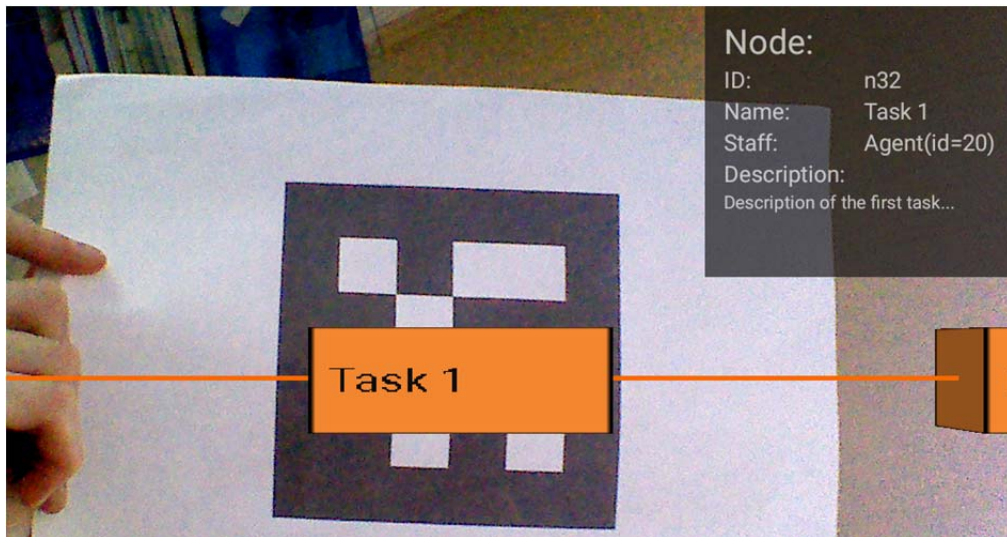 Node:
ID: n32
Name: Task 1
Staff: Agent(id=20)
Description:
Description of the first task...
Task 1